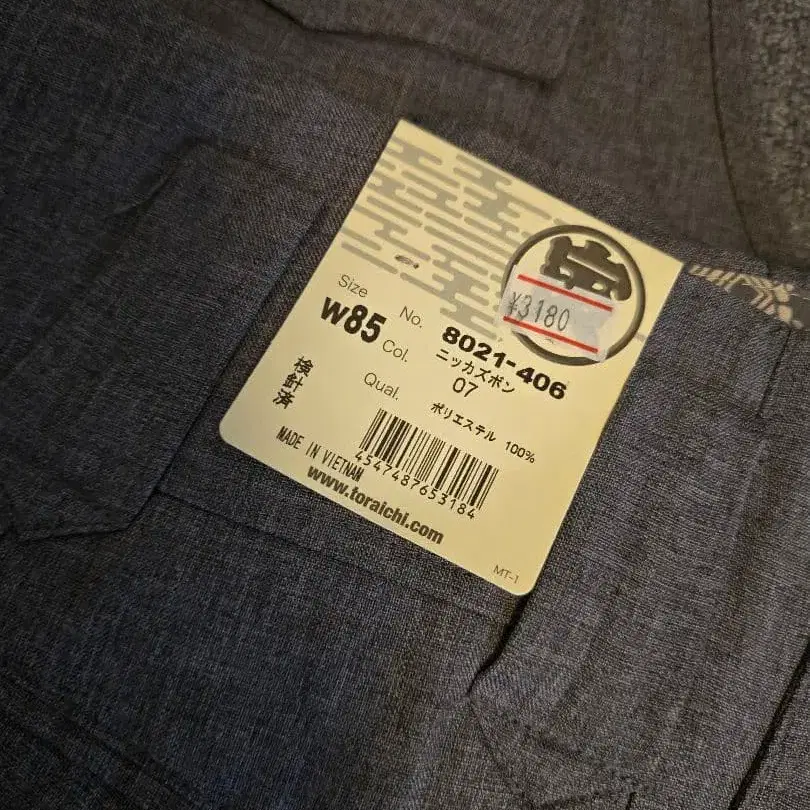 ¥3180
Size
W85
No.
8021-406
ニッカズボン
Col.
07
Qual.
ポリエステル 100%
検針済
4547487653184
MADE IN VIETNAM
www.toraichi.com
MT-1